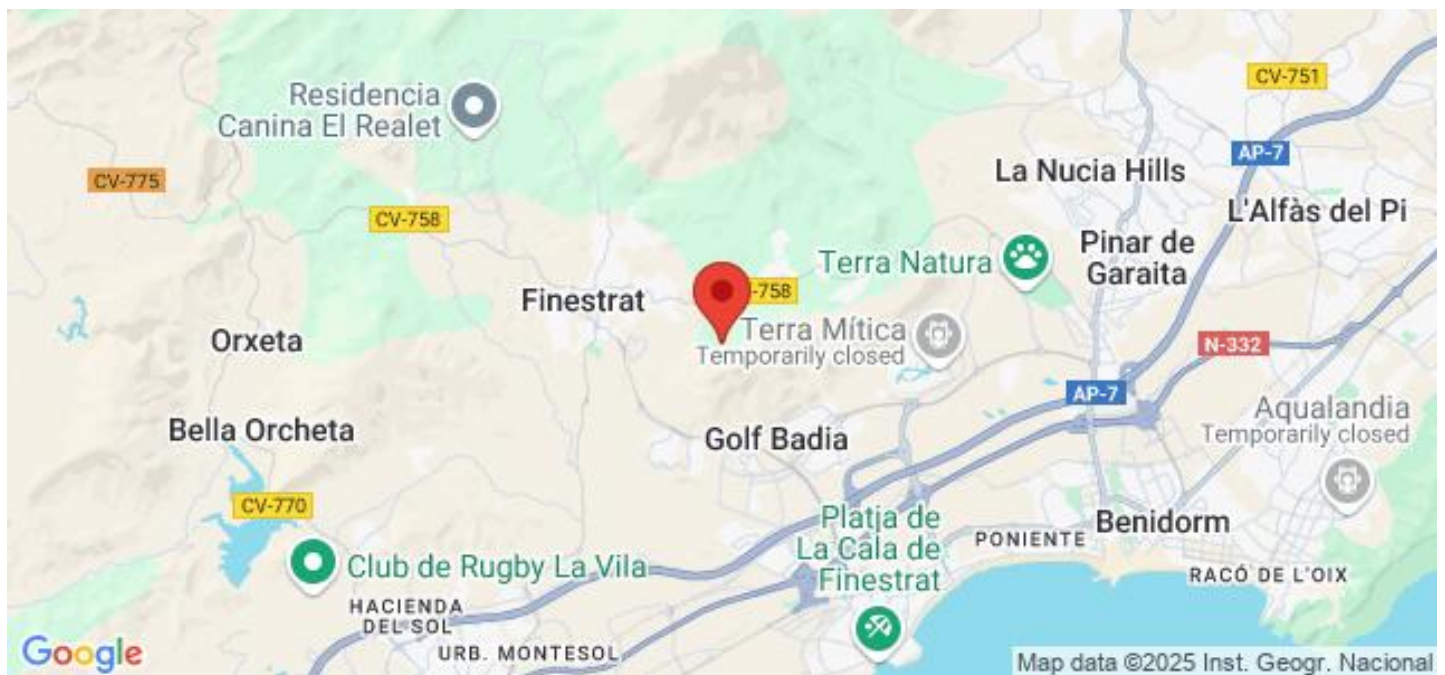 Residencia
Canina El Realet
CV-751
AP-7
La Nucia Hills
CV-775
L'Alfàs del Pi
CV-758
Pinar de
Garaita
Terra Natura
Finestrat
-758
Orxeta
Terra Mítica
Temporarily closed
N-332
AP-7
Aqualandia
Temporarily closed
Bella Orcheta
Golf Badia
CV-770
Benidorm
Platja de
La Cala de
Finestrat
PONIENTE
Club de Rugby La Vila
RACÓ DE L'OIX
HACIENDA
DEL SOL
URB. MONTESOL
Google
Map data ©2025 Inst. Geogr. Nacional